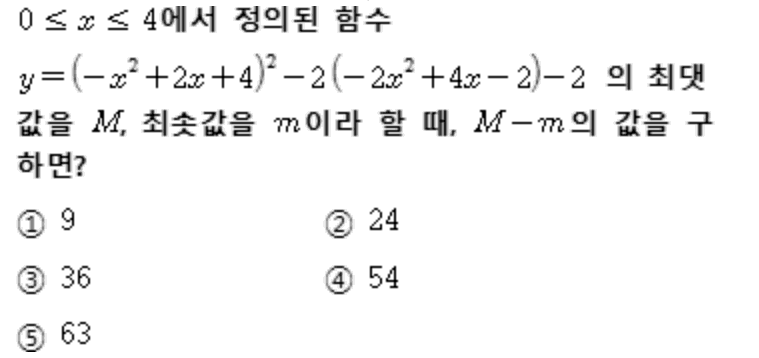 0 ≤ x ≤ 4에서 정의된 함수
y=(-x²+2x+4)²-2(-2x²+4x-2)-2 의 최댓
값을 M, 최솟값을 m이라 할 때, M-m의 값을 구
하면?
① 9 ② 24
③ 36 ④ 54
⑤ 63